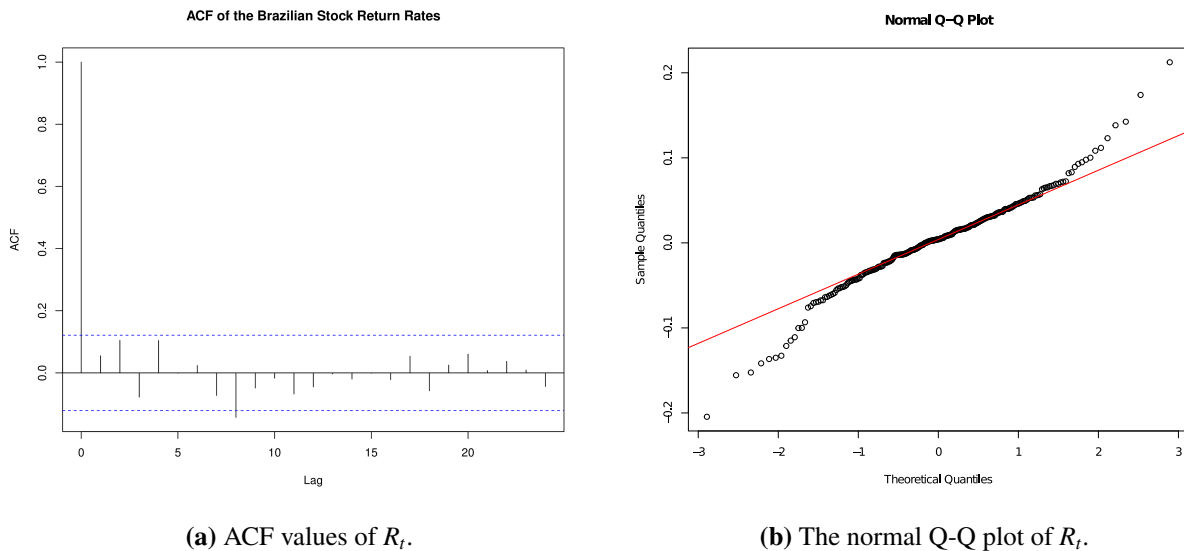 ACF of the Brazilian Stock Return Rates
ACF
1.0
0.8
0.6
0.4
0.2
0.0
0 5 10 15 20
Lag
(a) ACF values of Rt.
Normal Q−Q Plot
Sample Quantiles
0.2
0.1
0.0
−0.1
−0.2
−3 −2 −1 0 1 2 3
Theoretical Quantiles
(b) The normal Q-Q plot of Rt.